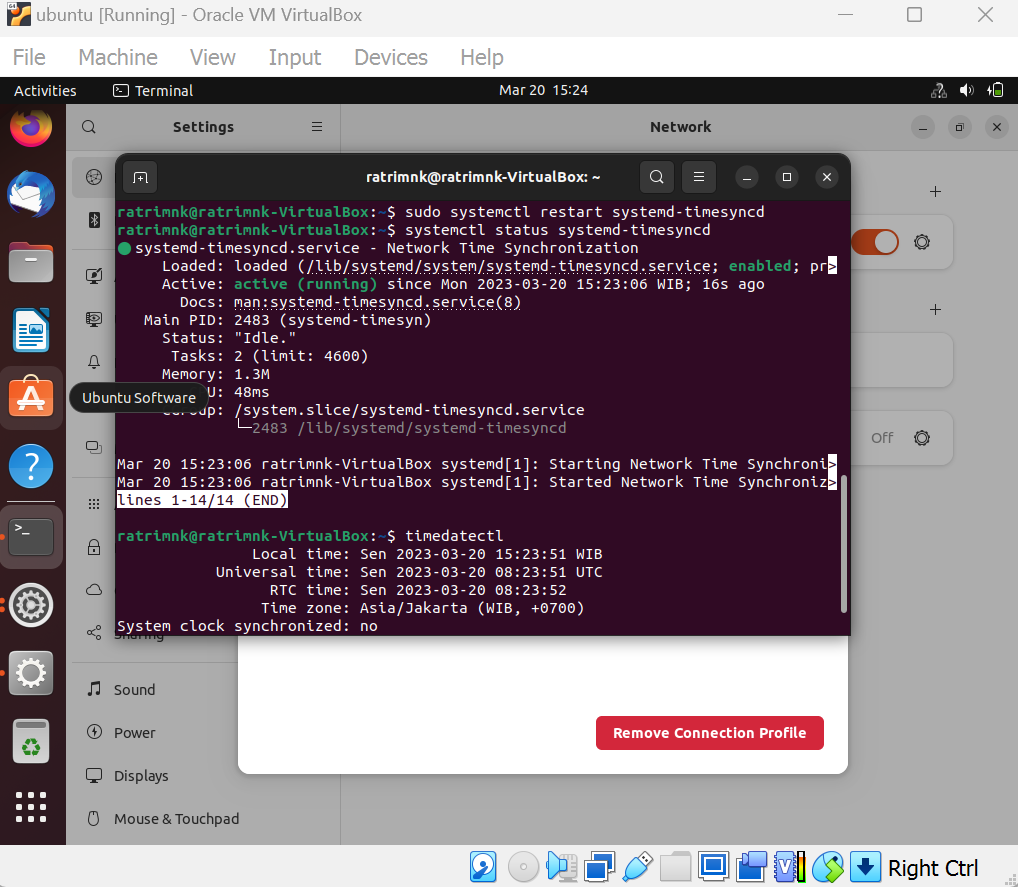 ubuntu [Running] - Oracle VM VirtualBox
File Machine View Input Devices Help
Activities Terminal Mar 20 15:24
Settings Network
ratrimnk@ratrimnk-VirtualBox: ~
ratrimnk@ratrimnk-VirtualBox:~$ sudo systemctl restart systemd-timesyncd
ratrimnk@ratrimnk-VirtualBox:~$ systemctl status systemd-timesyncd
● systemd-timesyncd.service - Network Time Synchronization
Loaded: loaded (/lib/systemd/system/systemd-timesyncd.service; enabled; pr>
Active: active (running) since Mon 2023-03-20 15:23:06 WIB; 16s ago
Docs: man:systemd-timesyncd.service(8)
Main PID: 2483 (systemd-timesyn)
Status: "Idle."
Tasks: 2 (limit: 4600)
Memory: 1.3M
U: 48ms
Ubuntu Software
/system.slice/systemd-timesyncd.service
└─2483 /lib/systemd/systemd-timesyncd
Off
Mar 20 15:23:06 ratrimnk-VirtualBox systemd[1]: Starting Network Time Synchroni>
Mar 20 15:23:06 ratrimnk-VirtualBox systemd[1]: Started Network Time Synchroniz>
lines 1-14/14 (END)
ratrimnk@ratrimnk-VirtualBox:~$ timedatectl
Local time: Sen 2023-03-20 15:23:51 WIB
Universal time: Sen 2023-03-20 08:23:51 UTC
RTC time: Sen 2023-03-20 08:23:52
Time zone: Asia/Jakarta (WIB, +0700)
System clock synchronized: no
Sharing
Sound
Power
Displays
Mouse & Touchpad
Remove Connection Profile
Right Ctrl